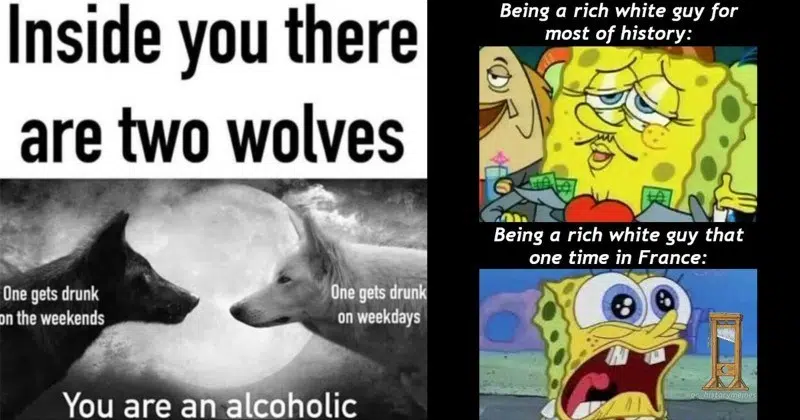 Inside you there
are two wolves
One gets drunk
on the weekends
One gets drunk
on weekdays
You are an alcoholic
Being a rich white guy for
most of history:
Being a rich white guy that
one time in France: